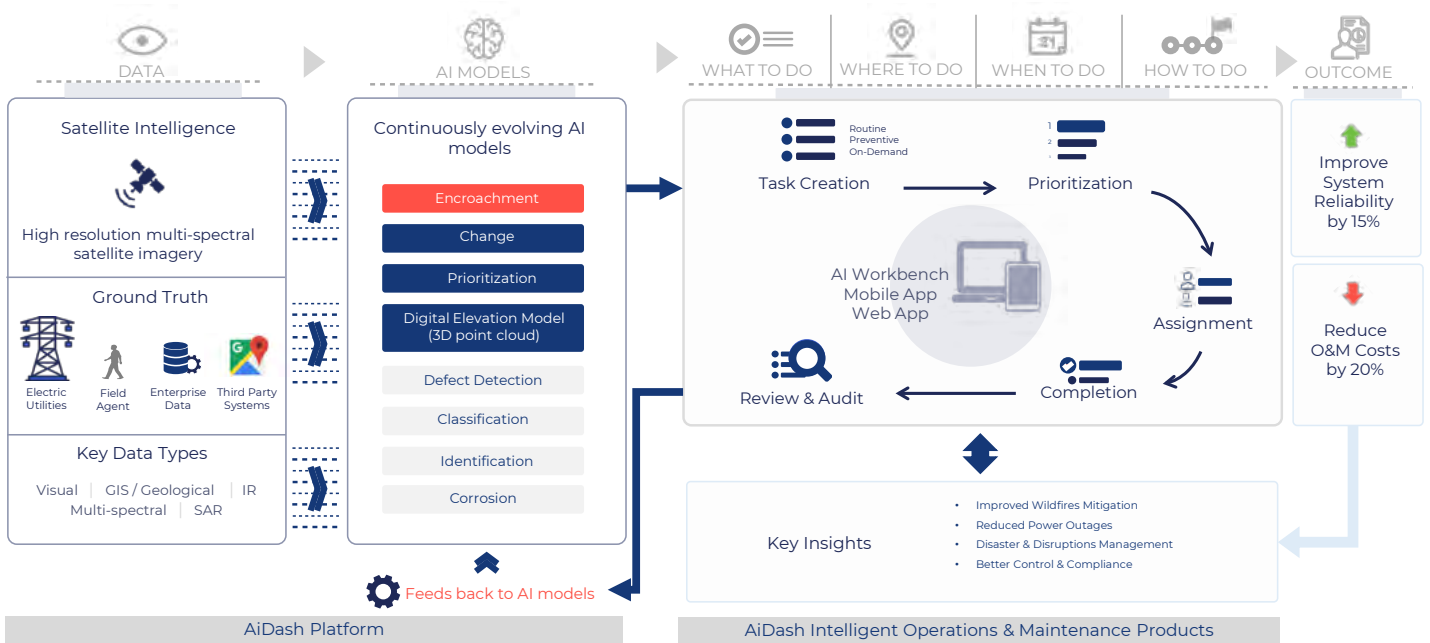 DATA
AI MODELS
WHAT TO DO
WHERE TO DO
WHEN TO DO
HOW TO DO
OUTCOME
Satellite Intelligence
High resolution multi-spectral
satellite imagery
Ground Truth
Electric
Utilities
Field
Agent
Enterprise
Data
Third Party
Systems
Key Data Types
Visual | GIS / Geological | IR
Multi-spectral | SAR
Continuously evolving AI
models
Encroachment
Change
Prioritization
Digital Elevation Model
(3D point cloud)
Defect Detection
Classification
Identification
Corrosion
Feeds back to AI models
AiDash Platform
Routine
Preventive
On-Demand
Task Creation
1
2
Prioritization
AI Workbench
Mobile App
Web App
Assignment
Completion
Review & Audit
Improve
System
Reliability
by 15%
Reduce
O&M Costs
by 20%
Key Insights
• Improved Wildfires Mitigation
• Reduced Power Outages
• Disaster & Disruptions Management
• Better Control & Compliance
AiDash Intelligent Operations & Maintenance Products